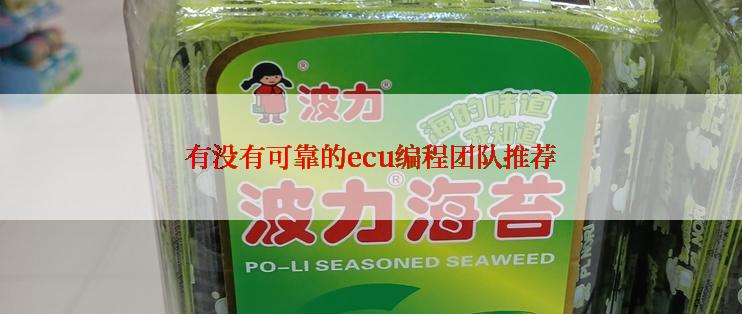 波力®
海的味道
我知道
有没有可靠的ecu编程团队推荐
波力®海苔
PO-LI SEASONED SEAWEED